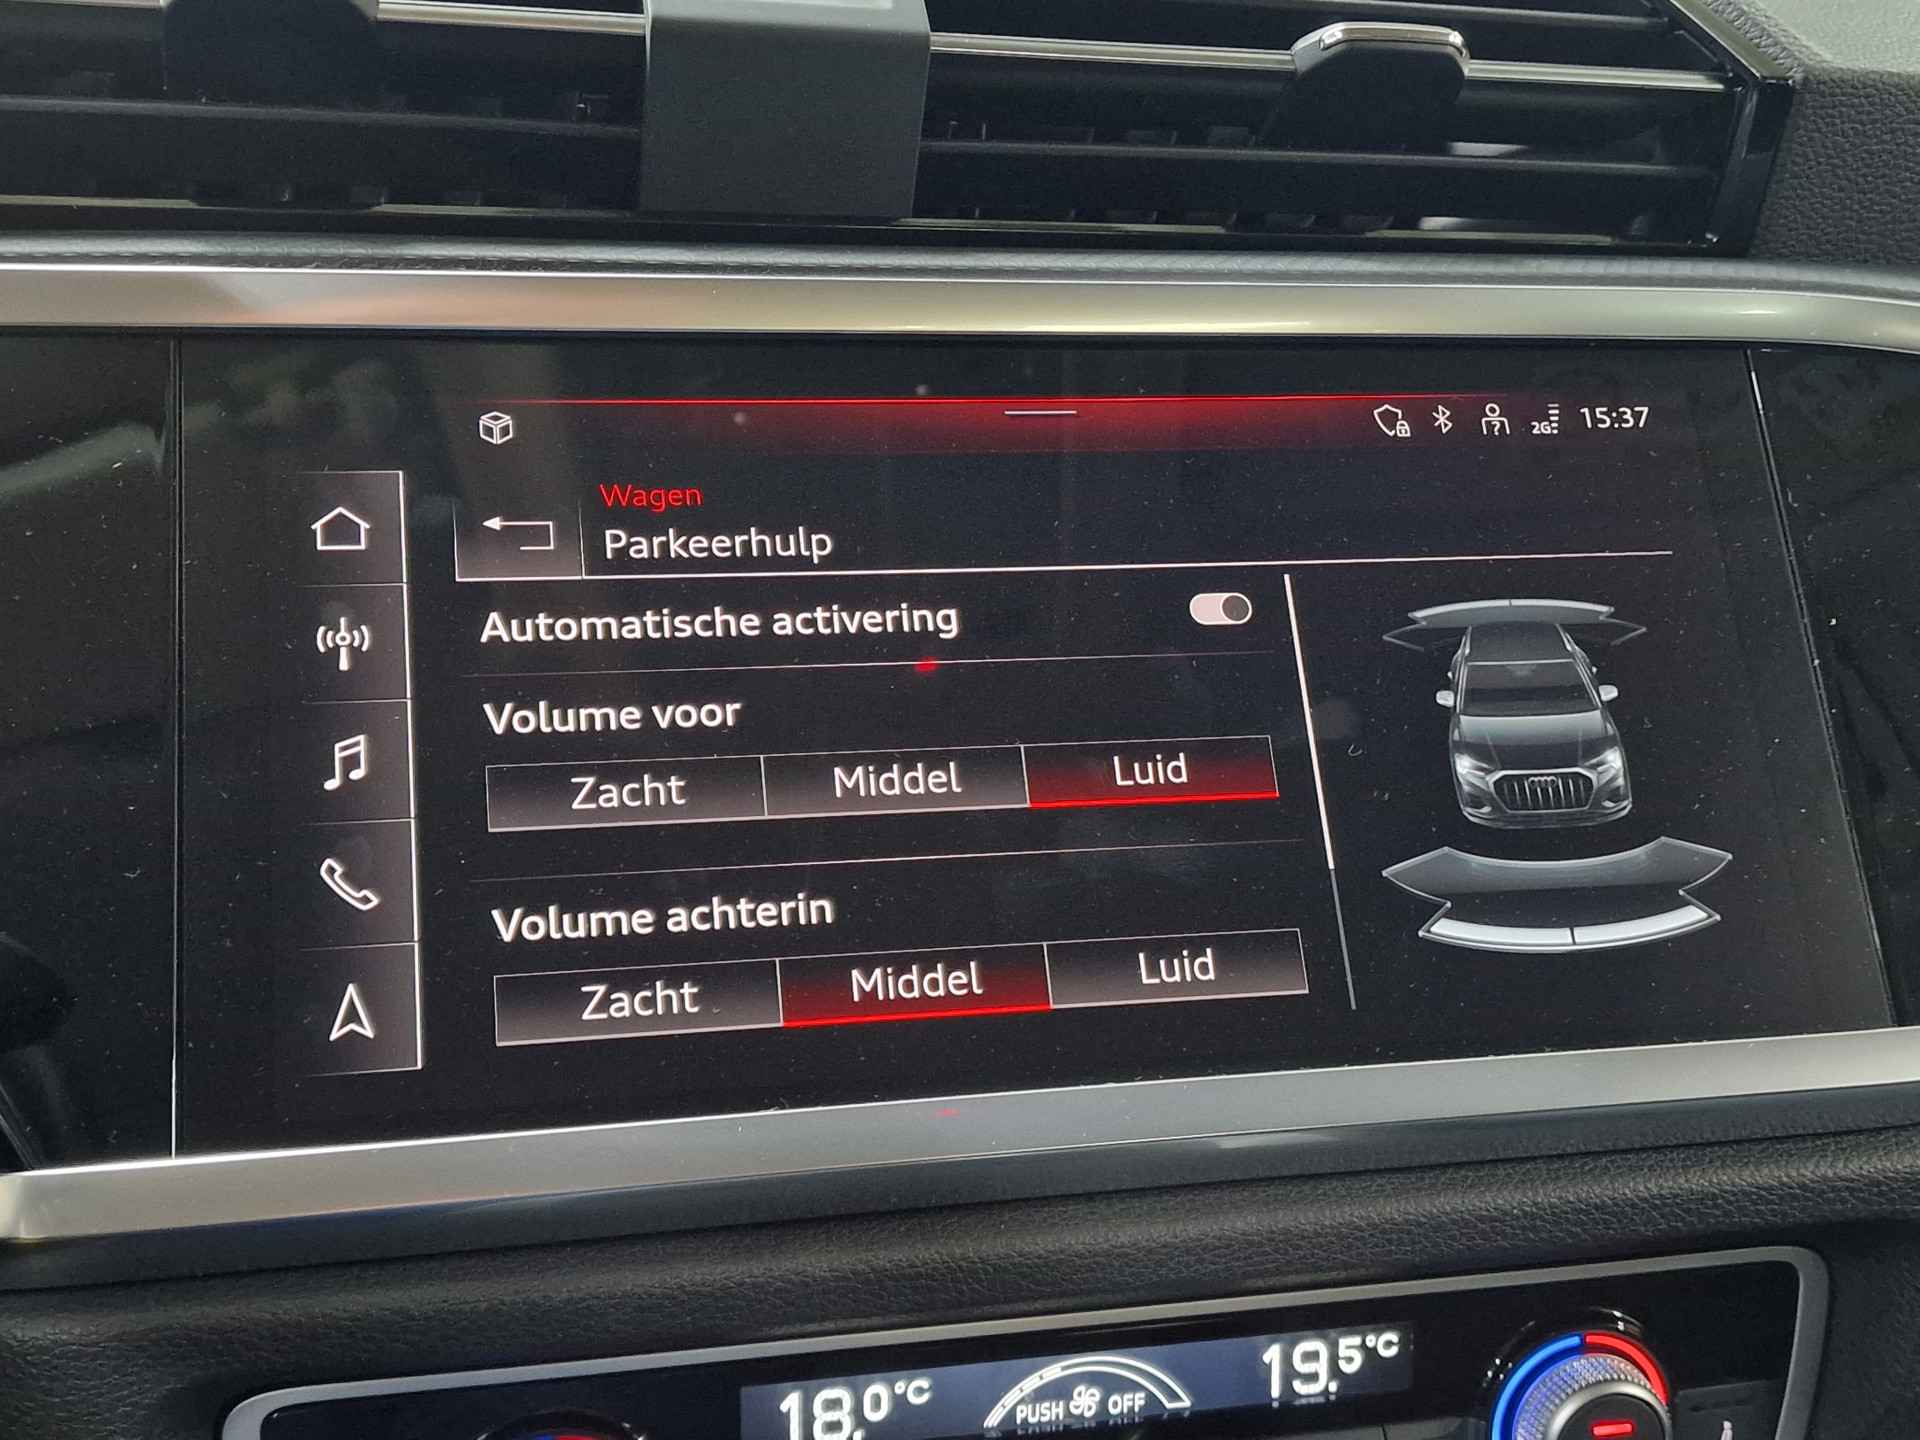 2G 15:37
Wagen
Parkeerhulp
Automatische activering
Volume voor
Zacht Middel Luid
Volume achterin
Zacht Middel Luid
18.0°C PUSH OFF 19.5°C